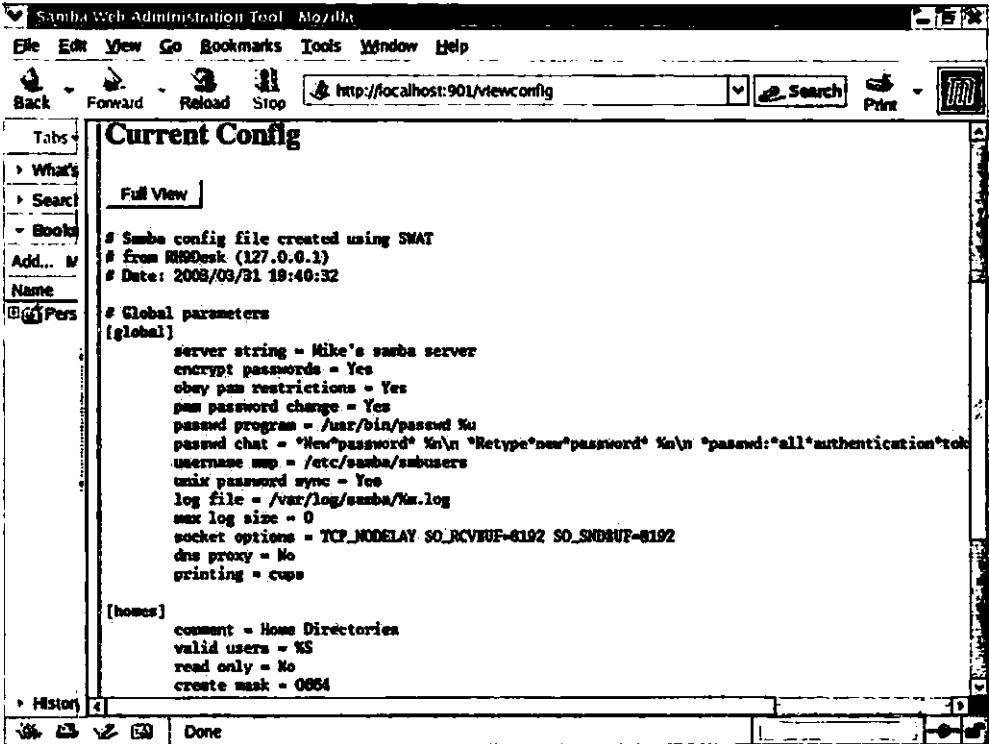 Samba Web Administration Tool - Mozilla
File Edit View Go Bookmarks Tools Window Help
Back Forward Reload Stop http://localhost:901/viewconfig Search Print
Tabs
What's
Search
Books
Add...
Name
Pers
History
Current Config
Full View
# Samba config file created using SWAT
# from RH9Desk (127.0.0.1)
# Date: 2003/03/31 19:40:32
# Global parameters
[global]
server string = Mike's samba server
encrypt passwords = Yes
obey pam restrictions = Yes
pam password change = Yes
passwd program = /usr/bin/passwd %u
passwd chat = *New*password* %n\n *Retype*new*password* %n\n *passwd:*all*authentication*tok
username map = /etc/samba/smbusers
unix password sync = Yes
log file = /var/log/samba/%m.log
max log size = 0
socket options = TCP_NODELAY SO_RCVBUF=8192 SO_SNDBUF=8192
dns proxy = No
printing = cups
[homes]
comment = Home Directories
valid users = %S
read only = No
create mask = 0664
Done